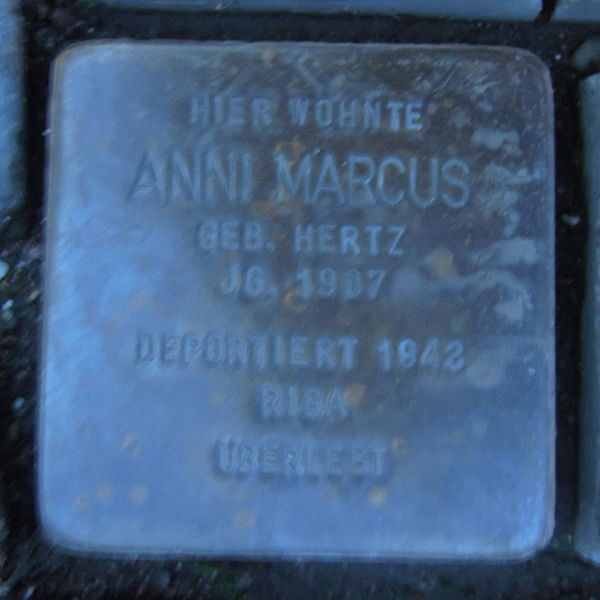 HIER WOHNTE
ANNI MARCUS
GEB. HERTZ
JG. 1907
DEPORTIERT 1942
RIGA
ÜBERLEBT